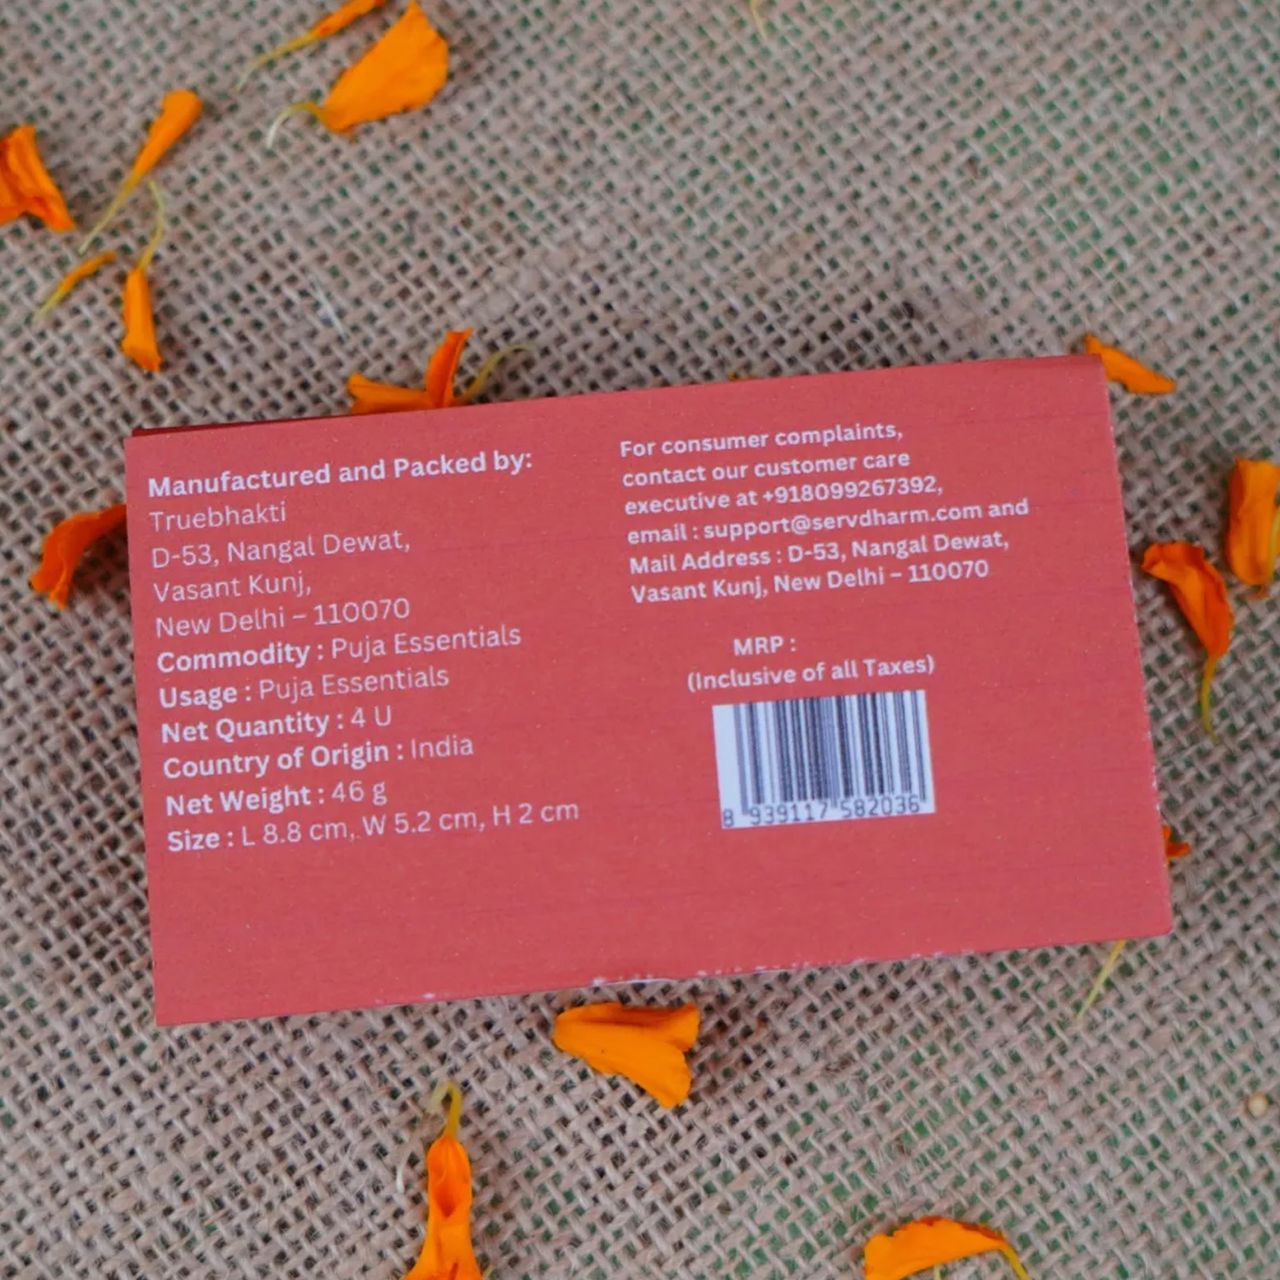 Manufactured and Packed by:
Truebhakti
D-53, Nangal Dewat,
Vasant Kunj,
New Delhi – 110070
Commodity : Puja Essentials
Usage : Puja Essentials
Net Quantity : 4 U
Country of Origin : India
Net Weight : 46 g
Size : L 8.8 cm, W 5.2 cm, H 2 cm
For consumer complaints,
contact our customer care
executive at +918099267392,
email : support@servdharm.com and
Mail Address : D-53, Nangal Dewat,
Vasant Kunj, New Delhi – 110070
MRP :
(Inclusive of all Taxes)
8 939117 582036